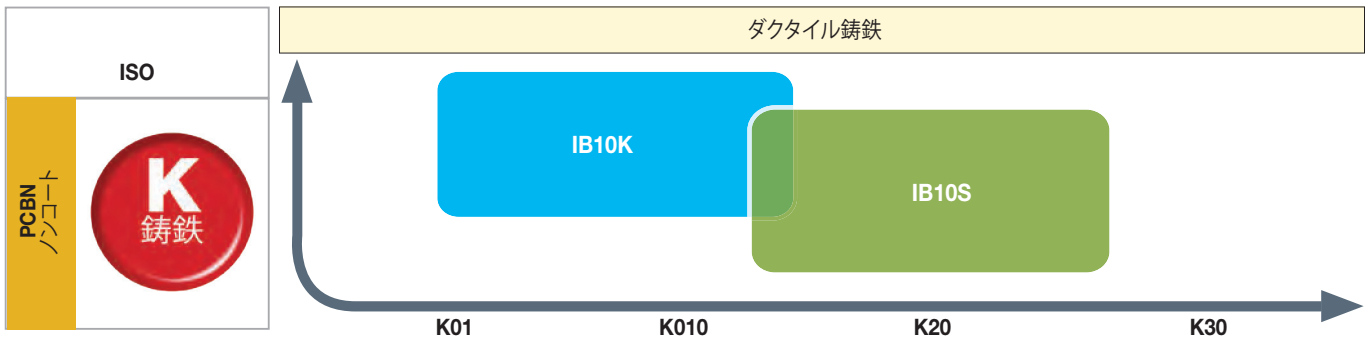 ISO
ダクタイル鋳鉄
PCBN
ノンコート
K
鋳鉄
IB10K
IB10S
K01
K010
K20
K30